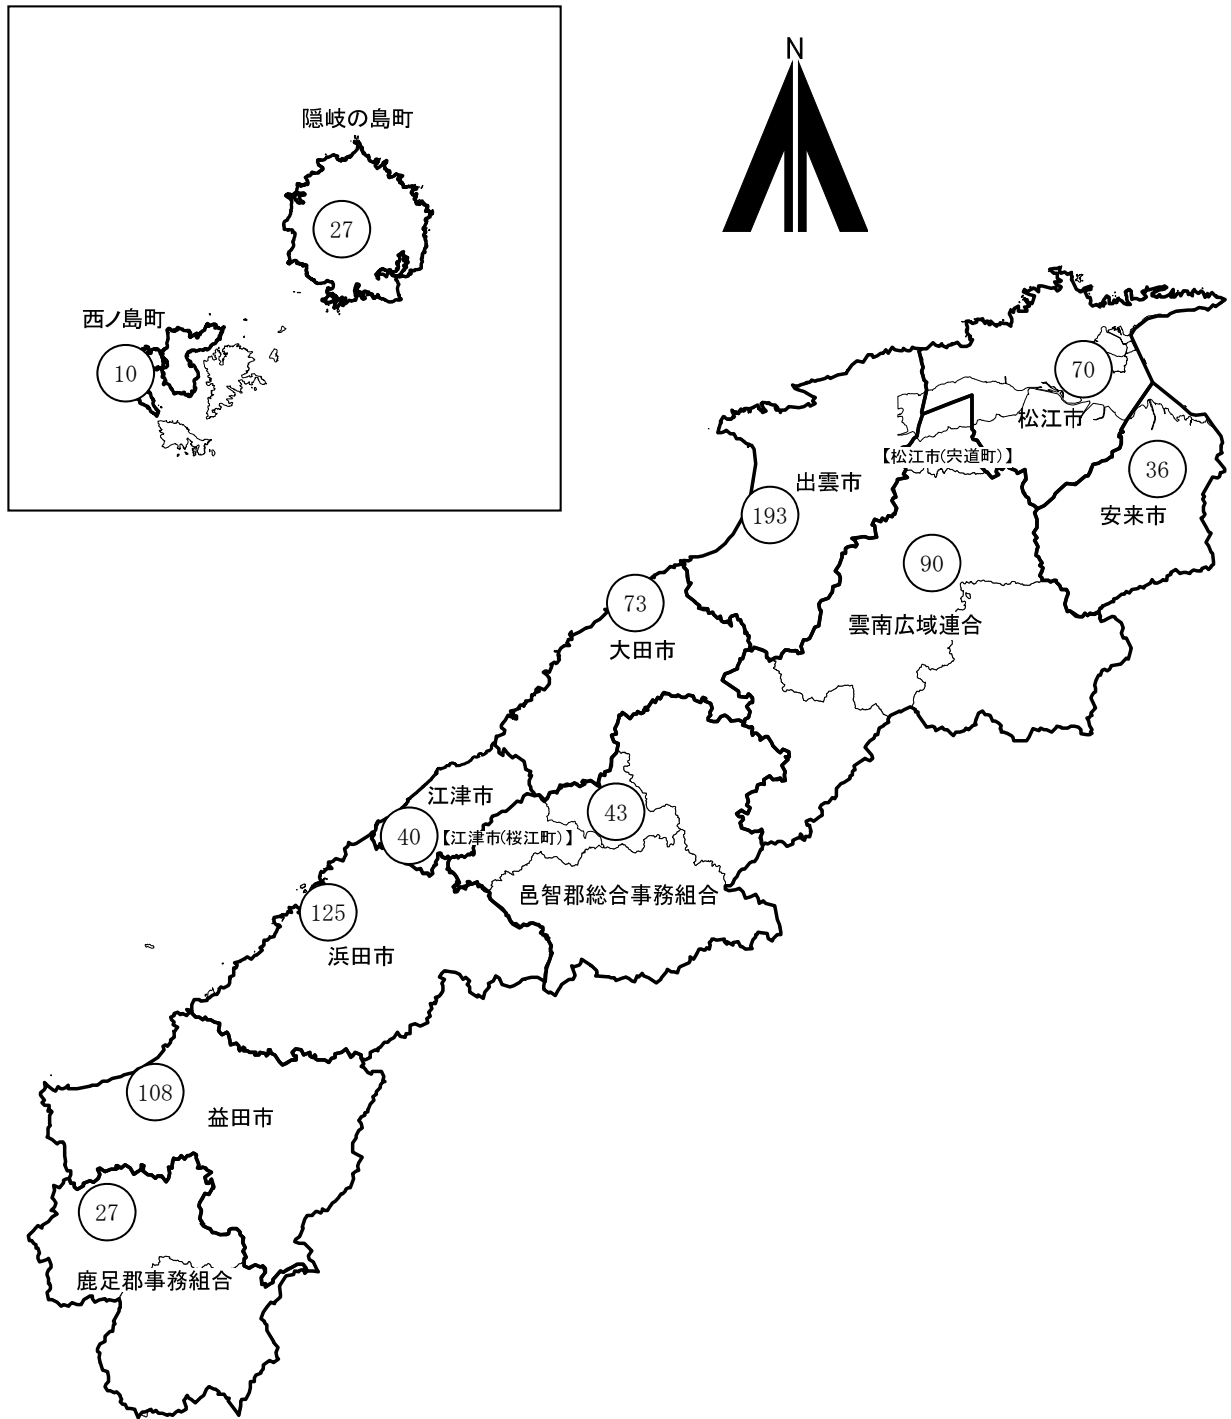 N
隠岐の島町
27
西ノ島町
10
70
松江市
【松江市(宍道町)】
36
安来市
出雲市
193
90
雲南広域連合
73
大田市
江津市
40
【江津市(桜江町)】
43
邑智郡総合事務組合
125
浜田市
108
益田市
27
鹿足郡事務組合